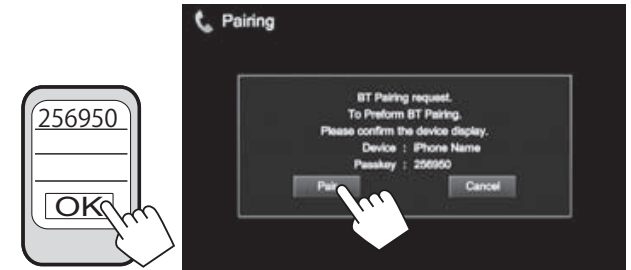 Pairing
256950
OK
BT Pairing request.
To Preform BT Pairing.
Please confirm the device display.
Device : iPhone Name
Passkey : 256950
Pair Cancel